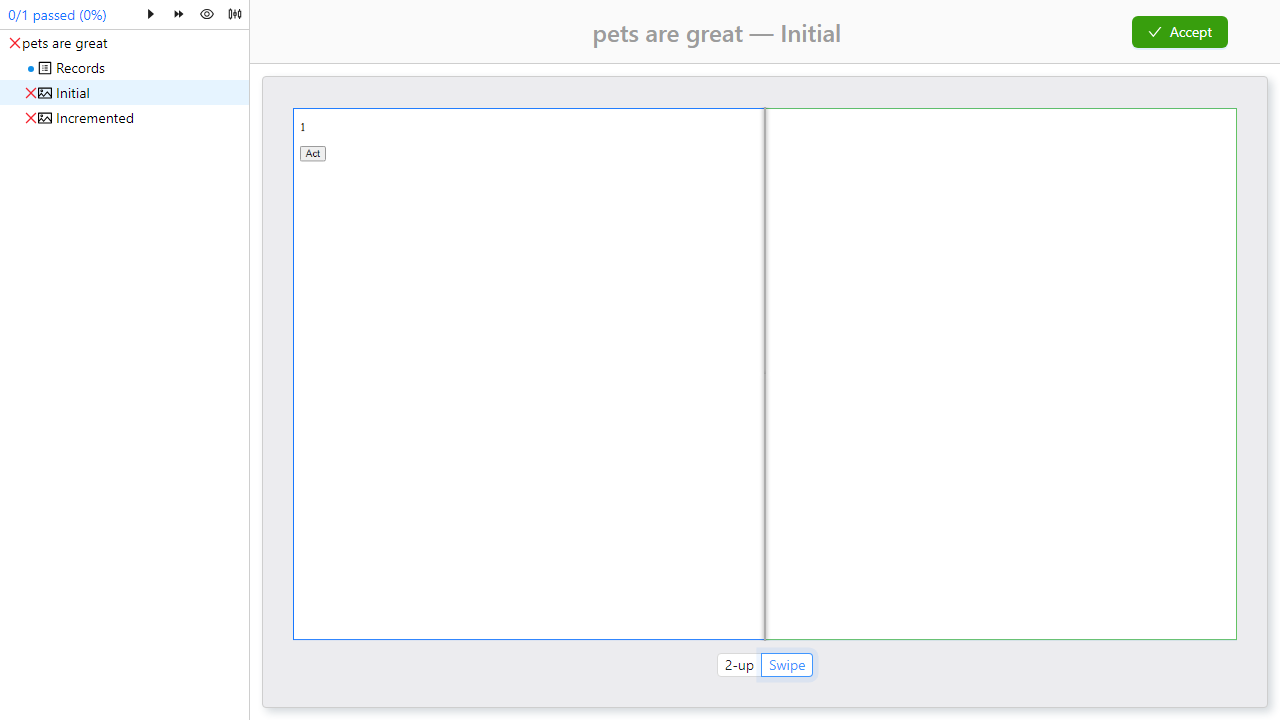 0/1 passed (0%)
pets are great
Records
Initial
Incremented
pets are great — Initial
Accept
1
Act
2-up
Swipe